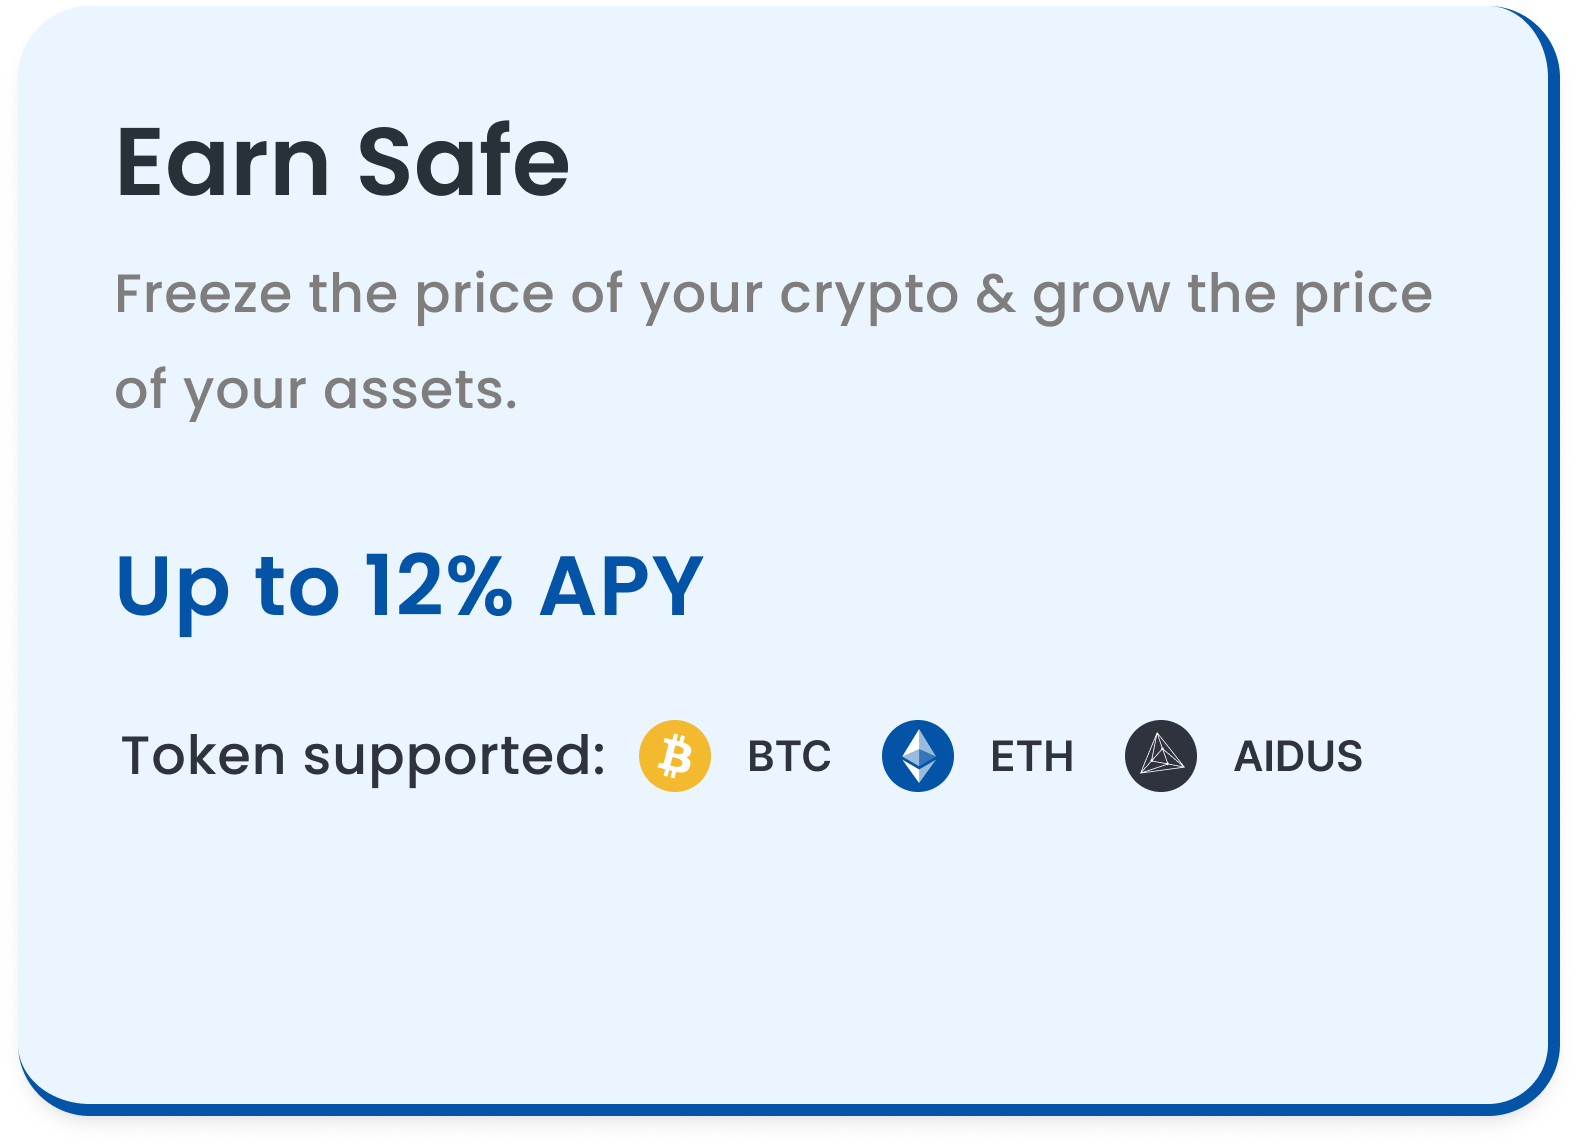 Earn Safe
Freeze the price of your crypto & grow the price
of your assets.
Up to 12% APY
Token supported: BTC ETH AIDUS